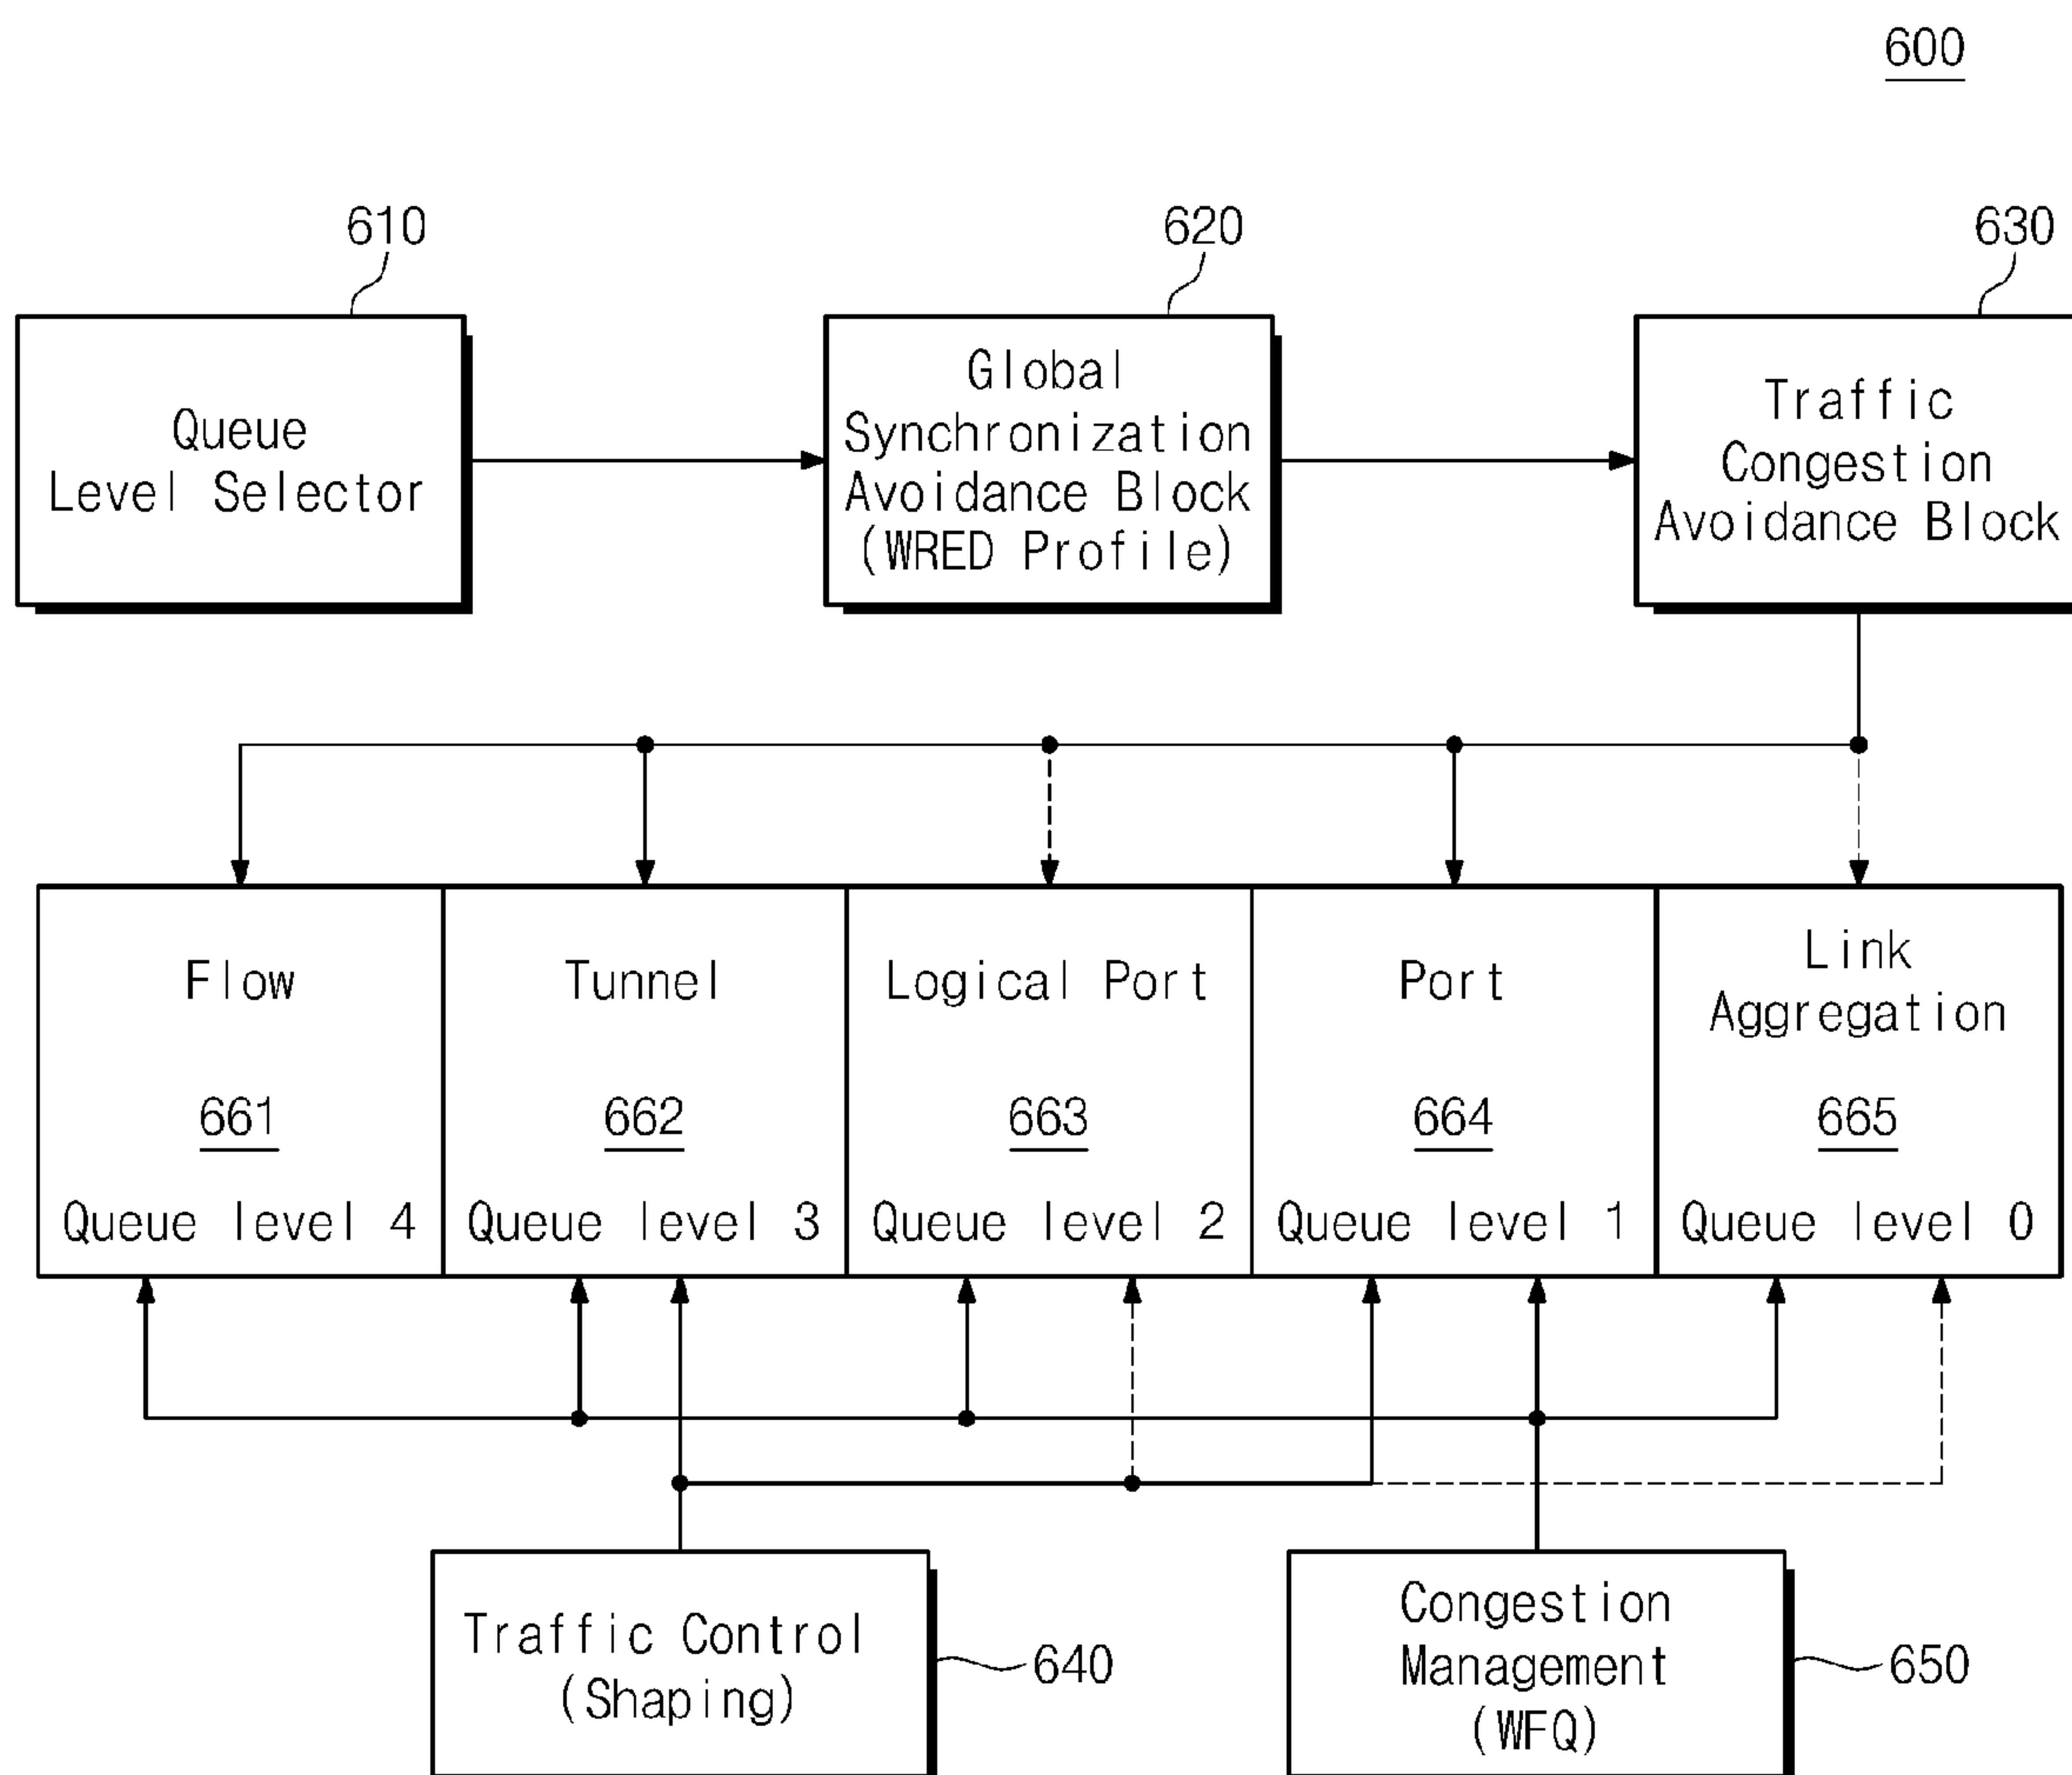 600
610
620
630
Queue
Level Selector
Global
Synchronization
Avoidance Block
(WRED Profile)
Traffic
Congestion
Avoidance Block
Flow
661
Queue level 4
Tunnel
662
Queue level 3
Logical Port
663
Queue level 2
Port
664
Queue level 1
Link
Aggregation
665
Queue level 0
Traffic Control
(Shaping)
640
Congestion
Management
(WFQ)
650